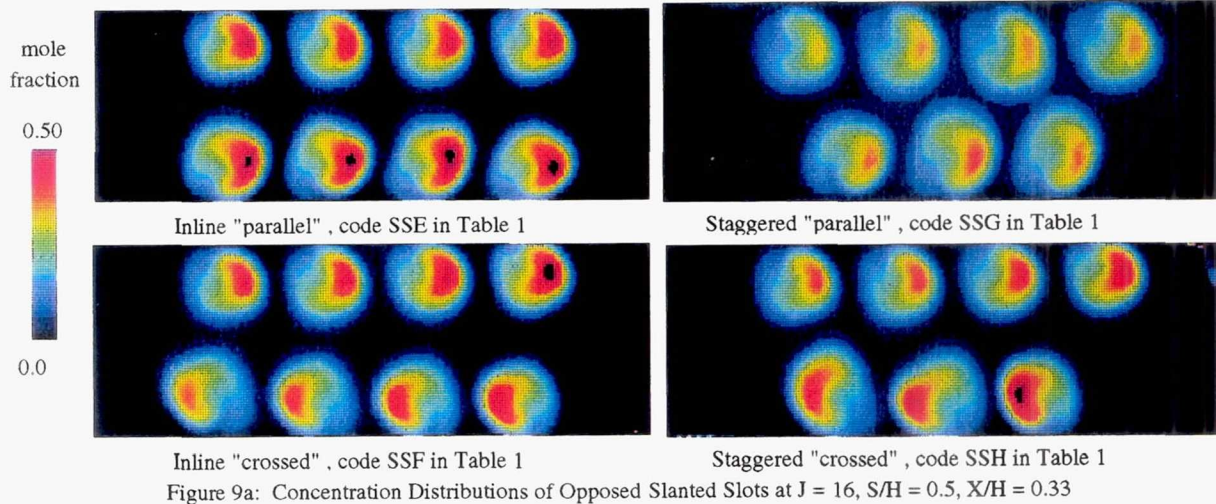 mole
fraction
0.50
0.0
Inline "parallel" , code SSE in Table 1
Staggered "parallel" , code SSG in Table 1
Inline "crossed" , code SSF in Table 1
Staggered "crossed" , code SSH in Table 1
Figure 9a: Concentration Distributions of Opposed Slanted Slots at J = 16, S/H = 0.5, X/H = 0.33